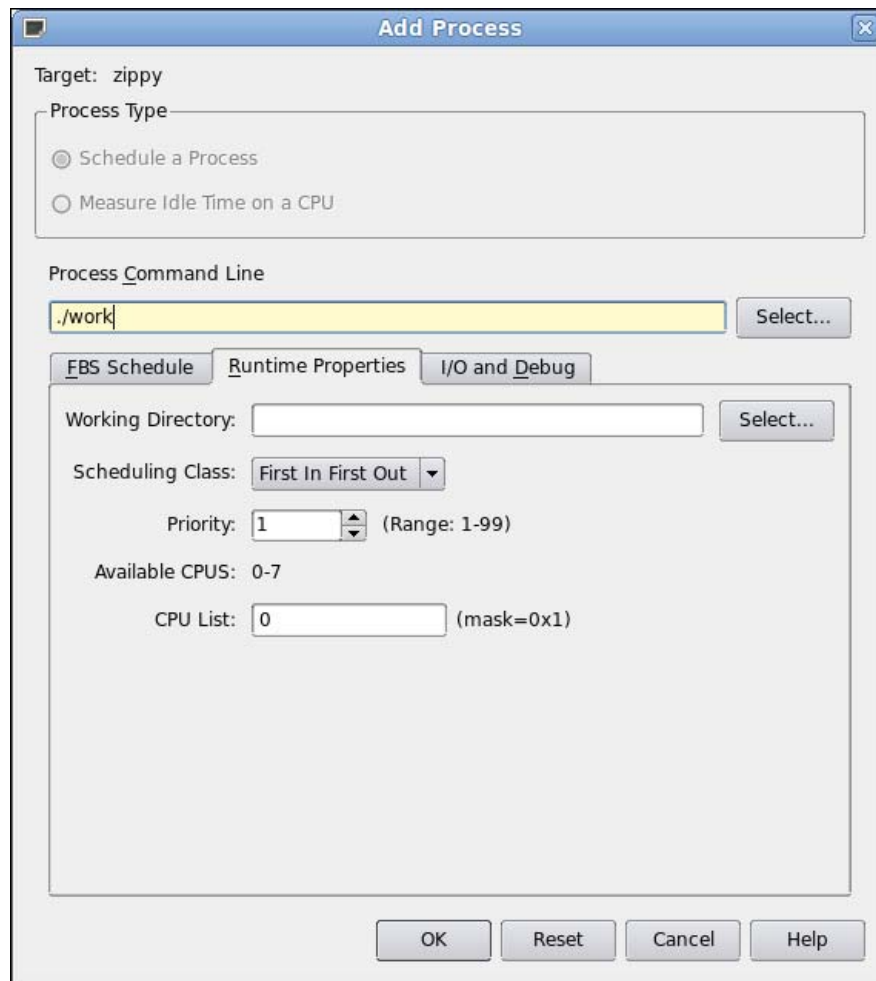 Add Process
Target: zippy
Process Type
Schedule a Process
Measure Idle Time on a CPU
Process Command Line
./work Select...
FBS Schedule Runtime Properties I/O and Debug
Working Directory: Select...
Scheduling Class: First In First Out
Priority: 1 (Range: 1-99)
Available CPUS: 0-7
CPU List: 0 (mask=0x1)
OK Reset Cancel Help